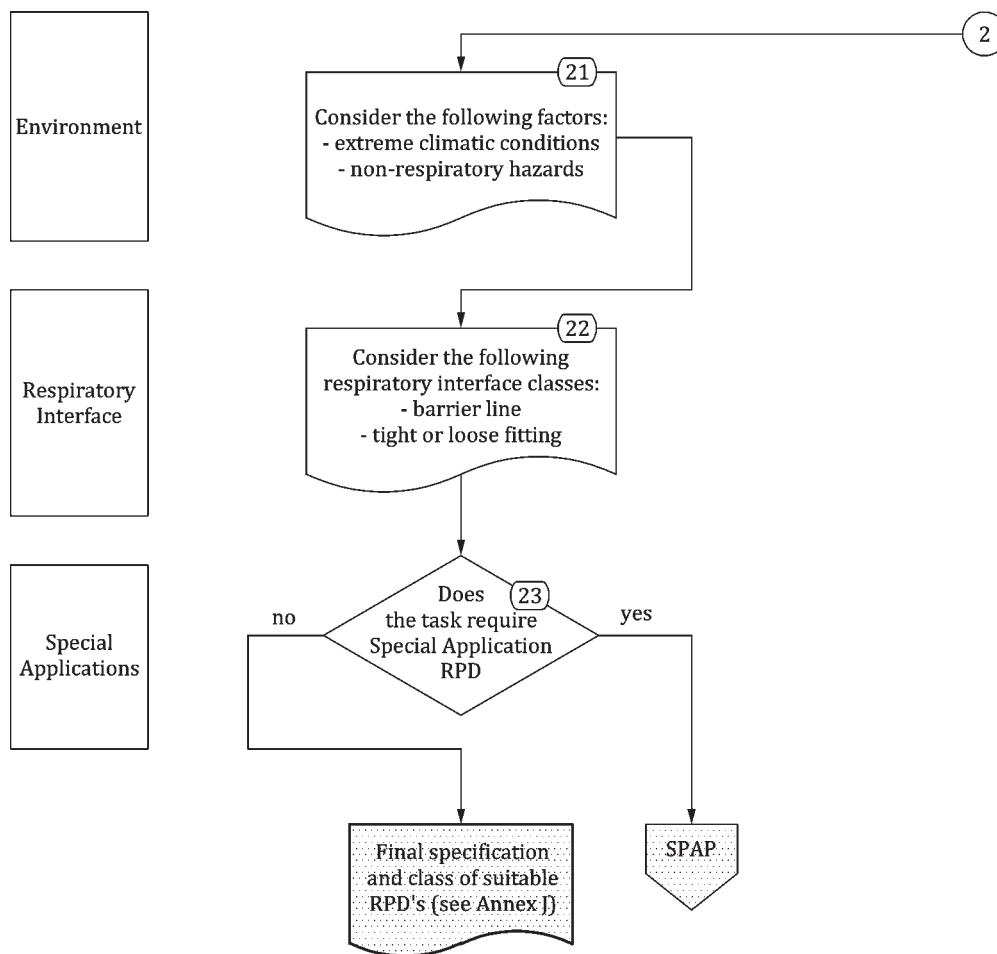 2
Environment
21
Consider the following factors:
- extreme climatic conditions
- non-respiratory hazards
Respiratory
Interface
22
Consider the following
respiratory interface classes:
- barrier line
- tight or loose fitting
Special
Applications
23
Does
the task require
Special Application
RPD
no
yes
Final specification
and class of suitable
RPD's (see Annex J)
SPAP